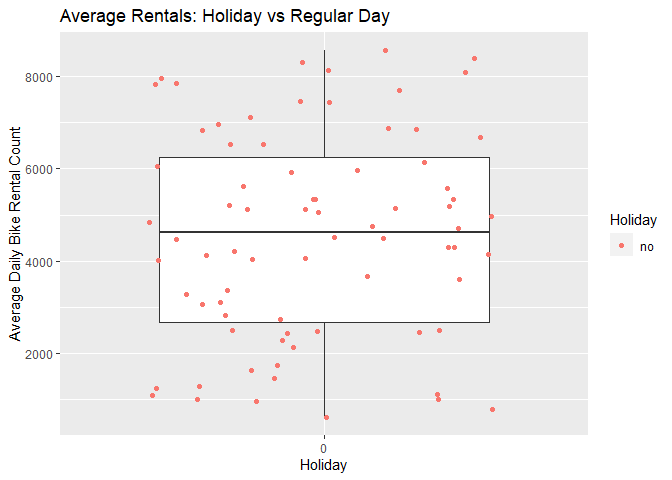 Average Rentals: Holiday vs Regular Day
Average Daily Bike Rental Count
8000
6000
4000
2000
0
Holiday
Holiday
no